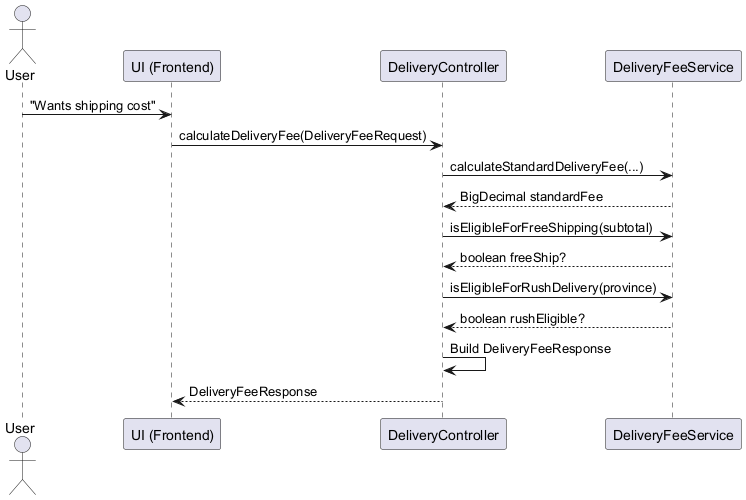 User
UI (Frontend)
DeliveryController
DeliveryFeeService
"Wants shipping cost"
calculateDeliveryFee(DeliveryFeeRequest)
calculateStandardDeliveryFee(...)
BigDecimal standardFee
isEligibleForFreeShipping(subtotal)
boolean freeShip?
isEligibleForRushDelivery(province)
boolean rushEligible?
Build DeliveryFeeResponse
DeliveryFeeResponse
User
UI (Frontend)
DeliveryController
DeliveryFeeService